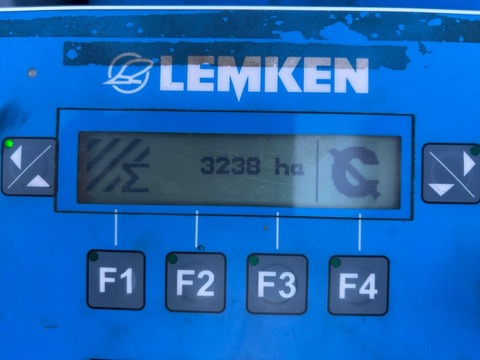 LEMKEN
Σ 3238 ha
F1 F2 F3 F4